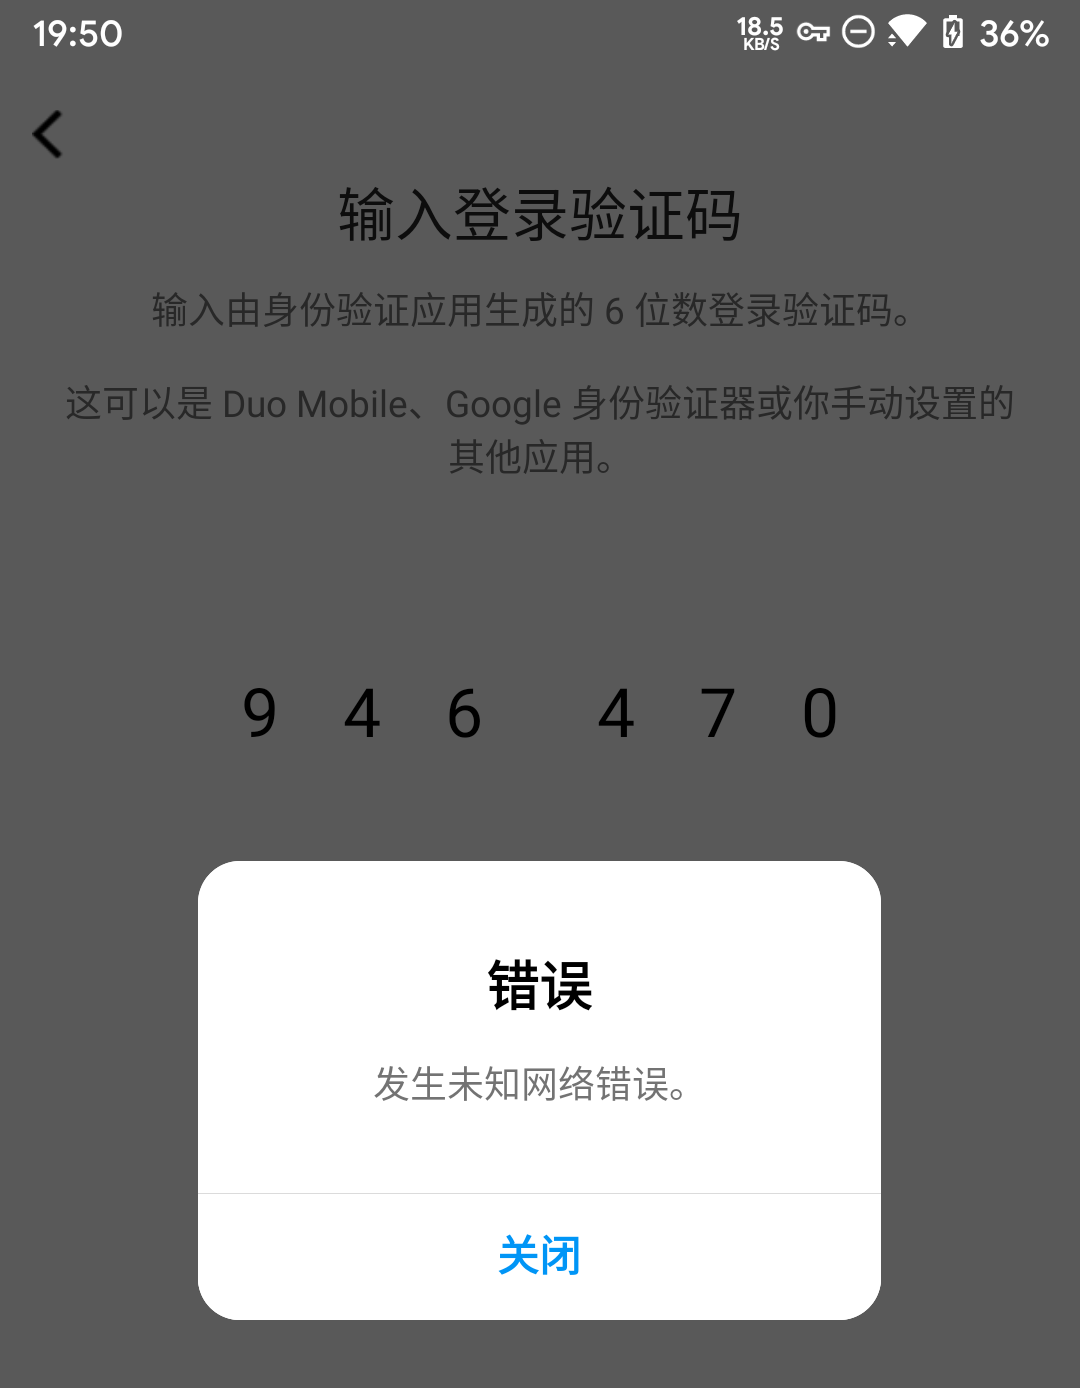 19:50
18.5
KB/S
36%
输入登录验证码
输入由身份验证应用生成的 6 位数登录验证码。
这可以是 Duo Mobile、Google 身份验证器或你手动设置的
其他应用。
9 4 6 4 7 0
错误
发生未知网络错误。
关闭